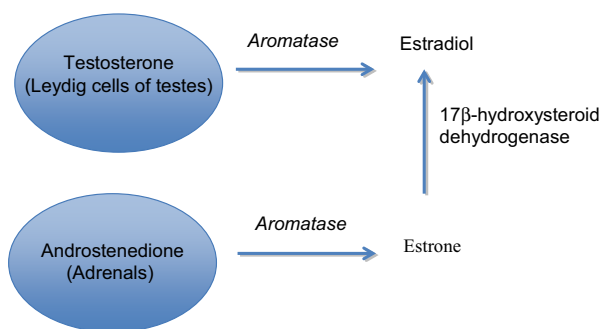 Aromatase
Testosterone
(Leydig cells of testes)
Estradiol
17β-hydroxysteroid
dehydrogenase
Aromatase
Androstenedione
(Adrenals)
Estrone